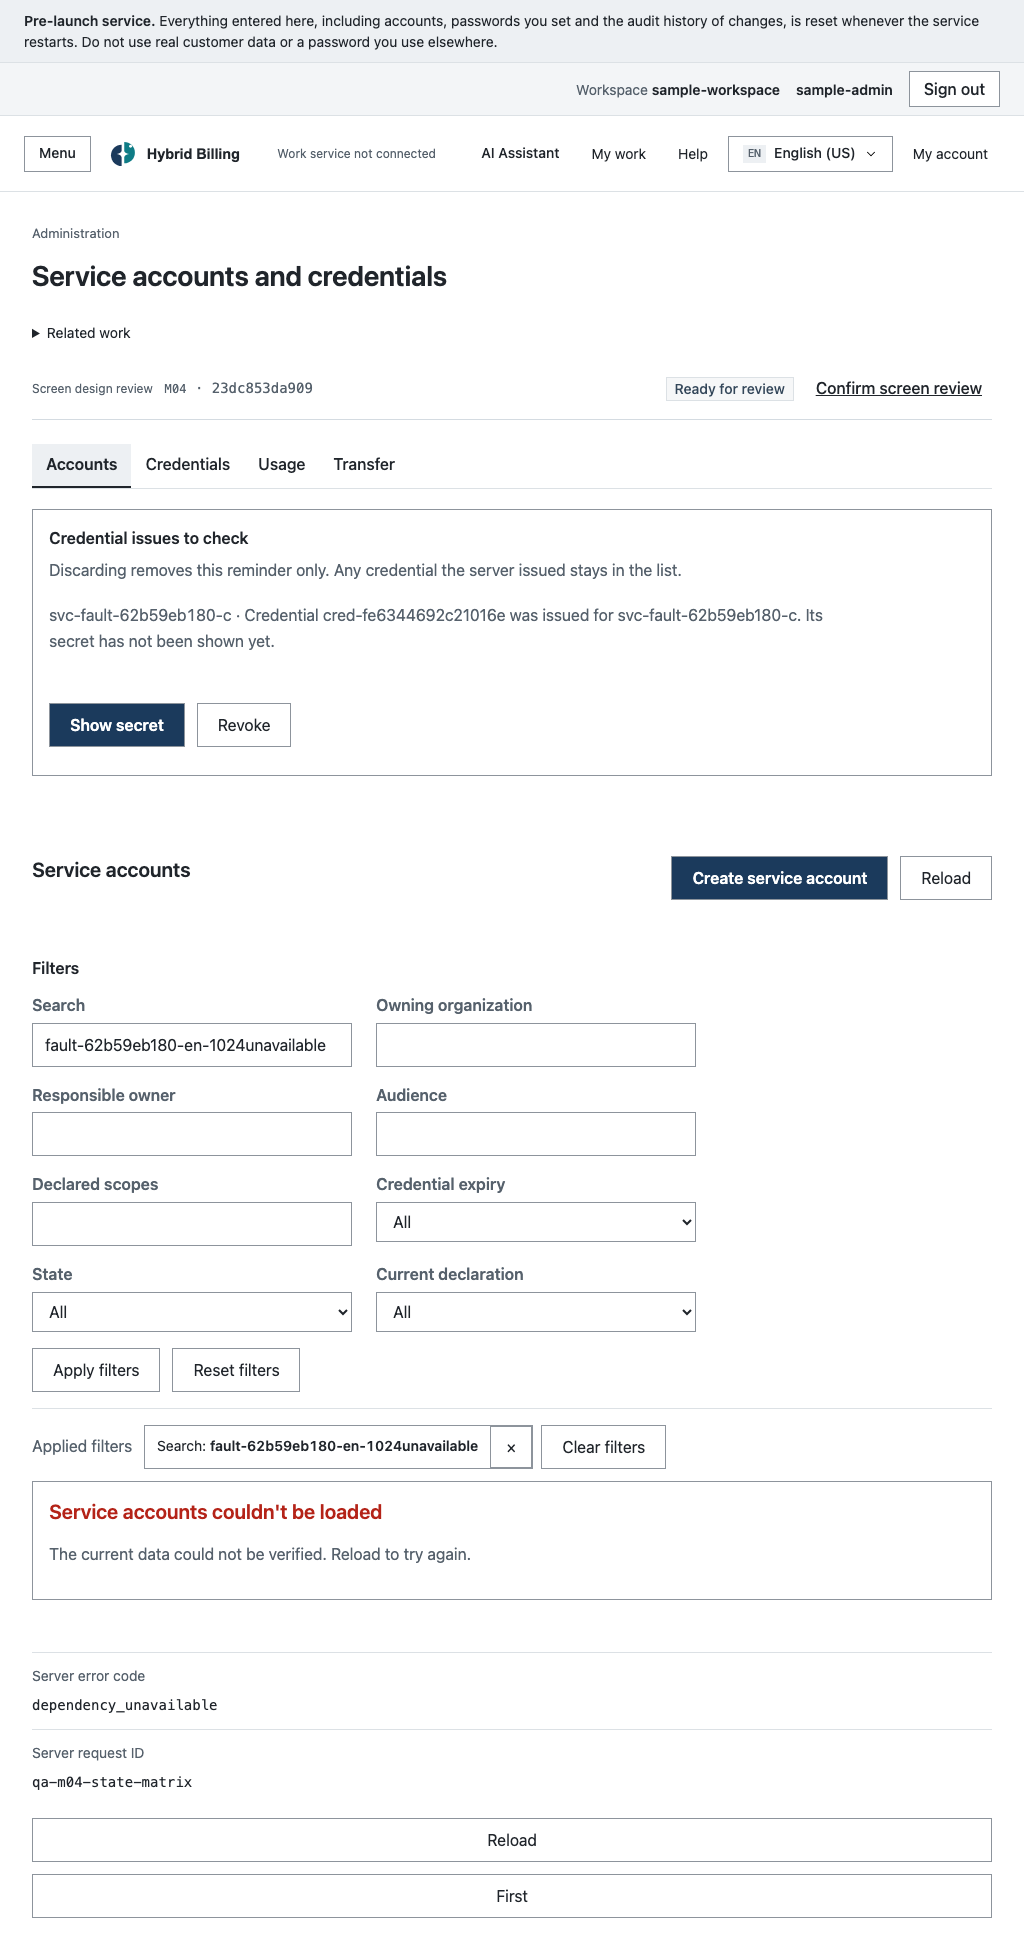 Pre-launch service. Everything entered here, including accounts, passwords you set and the audit history of changes, is reset whenever the service
restarts. Do not use real customer data or a password you use elsewhere.
Workspace sample-workspace sample-admin Sign out
Menu Hybrid Billing Work service not connected AI Assistant My work Help EN English (US) My account
Administration
Service accounts and credentials
Related work
Screen design review M04 · 23dc853da909 Ready for review Confirm screen review
Accounts Credentials Usage Transfer
Credential issues to check
Discarding removes this reminder only. Any credential the server issued stays in the list.
svc-fault-62b59eb180-c · Credential cred-fe6344692c21016e was issued for svc-fault-62b59eb180-c. Its
secret has not been shown yet.
Show secret Revoke
Service accounts Create service account Reload
Filters
Search Owning organization
fault-62b59eb180-en-1024unavailable
Responsible owner Audience
Declared scopes Credential expiry
All
State Current declaration
All All
Apply filters Reset filters
Applied filters Search: fault-62b59eb180-en-1024unavailable × Clear filters
Service accounts couldn't be loaded
The current data could not be verified. Reload to try again.
Server error code
dependency_unavailable
Server request ID
qa-m04-state-matrix
Reload
First